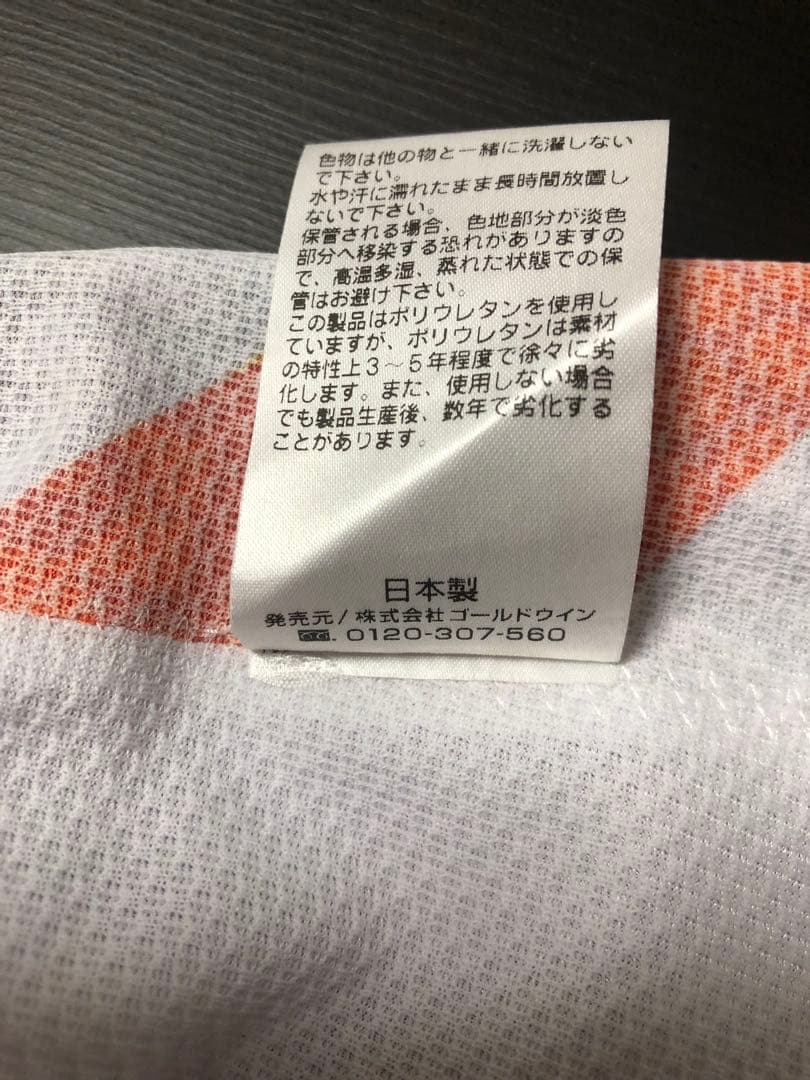 色物は他の物と一緒に洗濯しない
で下さい。
水や汗に濡れたまま長時間放置し
ないで下さい。
保管される場合、色地部分が淡色
部分へ移染する恐れがありますの
で、高温多湿、蒸れた状態での保
管はお避け下さい。
この製品はポリウレタンを使用し
ていますが、ポリウレタンは素材
の特性上3〜5年程度で徐々に劣
化します。また、使用しない場合
でも製品生産後、数年で劣化する
ことがあります。
日本製
発売元/株式会社ゴールドウイン
. 0120-307-560